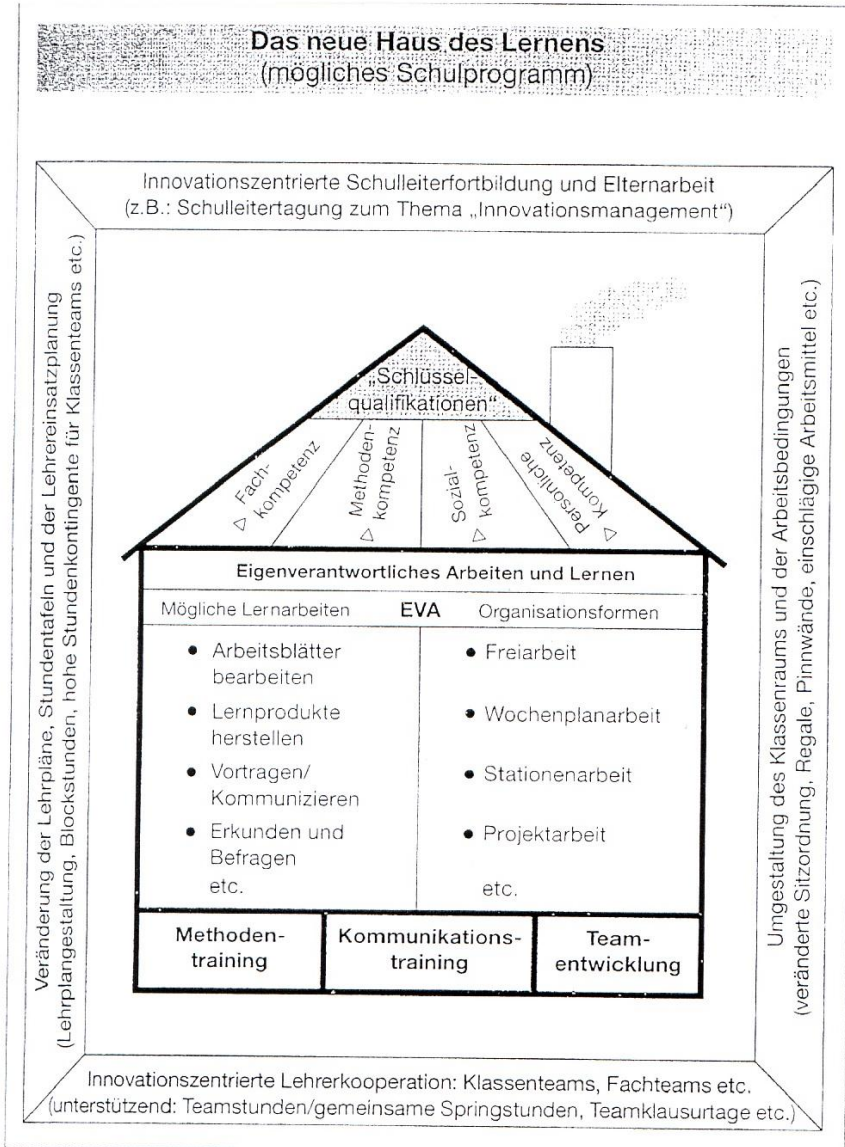 Das neue Haus des Lernens
(mögliches Schulprogramm)
Innovationszentrierte Schulleiterfortbildung und Elternarbeit
(z.B.: Schulleitertagung zum Thema „Innovationsmanagement“)
Veränderung der Lehrpläne, Stundentafeln und der Lehrereinsatzplanung
(Lehrplangestaltung, Blockstunden, hohe Stundenkontingente für Klassenteams etc.)
„Schlüssel-
qualifikationen“
Fach-
kompetenz
Methoden-
kompetenz
Sozial-
kompetenz
Persönliche
Kompetenz
Eigenverantwortliches Arbeiten und Lernen
Mögliche Lernarbeiten EVA Organisationsformen
• Arbeitsblätter
bearbeiten
• Lernprodukte
herstellen
• Vortragen/
Kommunizieren
• Erkunden und
Befragen
etc.
• Freiarbeit
• Wochenplanarbeit
• Stationenarbeit
• Projektarbeit
etc.
Methoden-
training
Kommunikations-
training
Team-
entwicklung
Umgestaltung des Klassenraums und der Arbeitsbedingungen
(veränderte Sitzordnung, Regale, Pinnwände, einschlägige Arbeitsmittel etc.)
Innovationszentrierte Lehrerkooperation: Klassenteams, Fachteams etc.
(unterstützend: Teamstunden/gemeinsame Springstunden, Teamklausurtage etc.)